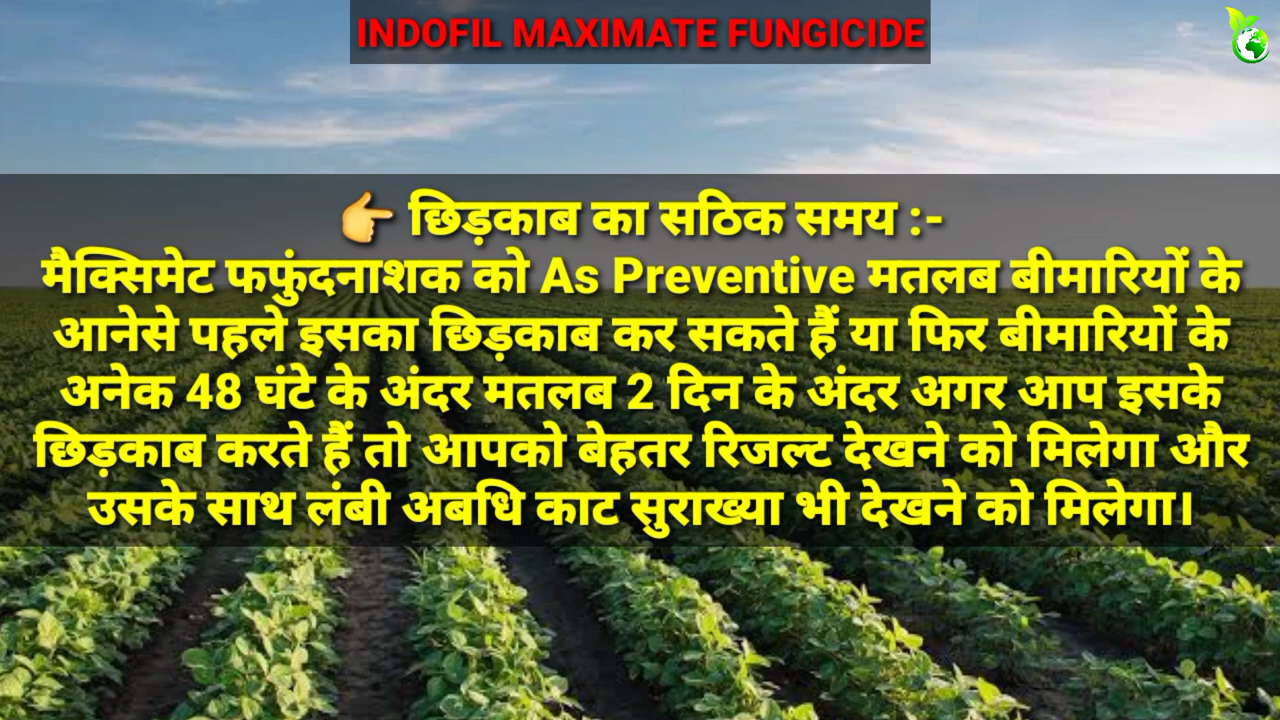 INDOFIL MAXIMATE FUNGICIDE
👉 छिड़काब का सठिक समय :-
मैक्सिमेट फफुंदनाशक को As Preventive मतलब बीमारियों के
आनेसे पहले इसका छिड़काब कर सकते हैं या फिर बीमारियों के
अनेक 48 घंटे के अंदर मतलब 2 दिन के अंदर अगर आप इसके
छिड़काब करते हैं तो आपको बेहतर रिजल्ट देखने को मिलेगा और
उसके साथ लंबी अबधि काट सुराख्या भी देखने को मिलेगा।